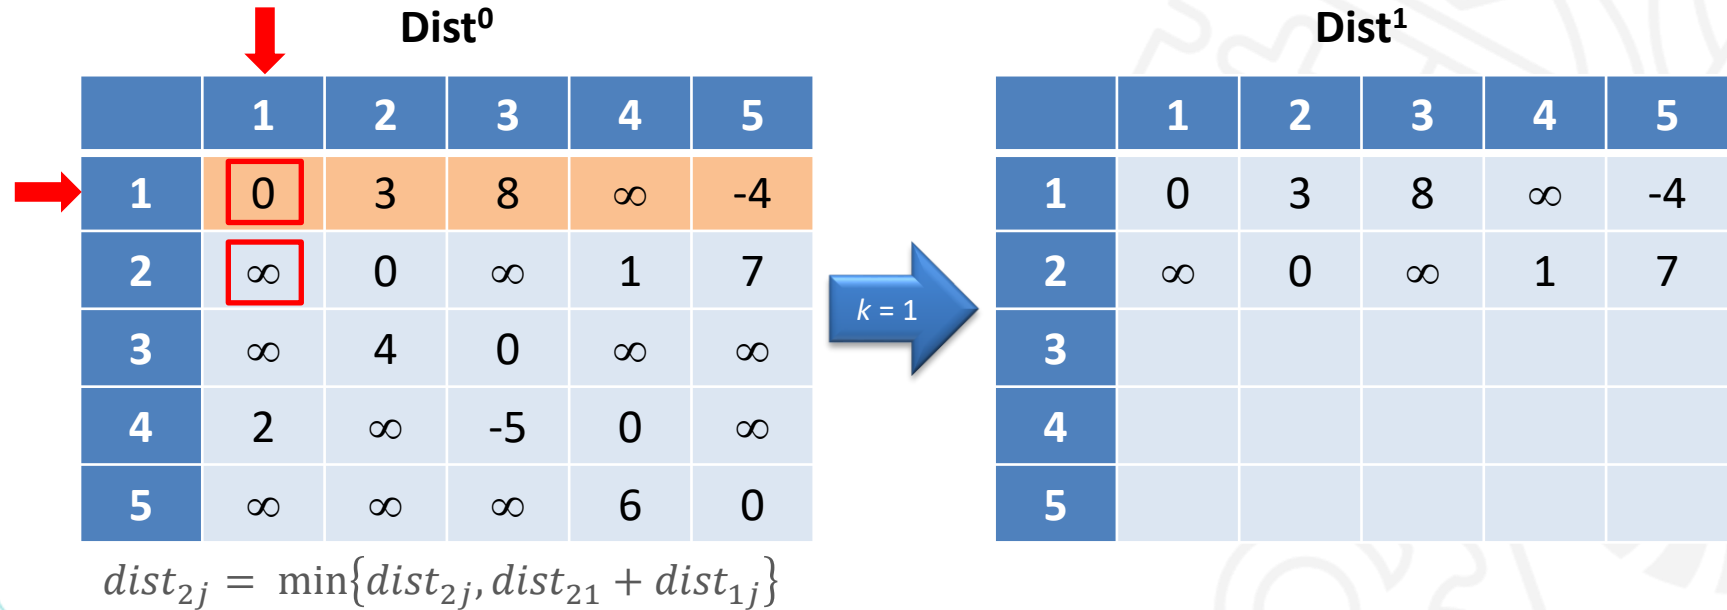 Dist⁰ Dist¹
1 2 3 4 5 1 2 3 4 5
1 0 3 8 ∞ -4 1 0 3 8 ∞ -4
2 ∞ 0 ∞ 1 7 2 ∞ 0 ∞ 1 7
k = 1
3 ∞ 4 0 ∞ ∞ 3
4 2 ∞ -5 0 ∞ 4
5 ∞ ∞ ∞ 6 0 5
dist₂ⱼ = min{dist₂ⱼ, dist₂₁ + dist₁ⱼ}